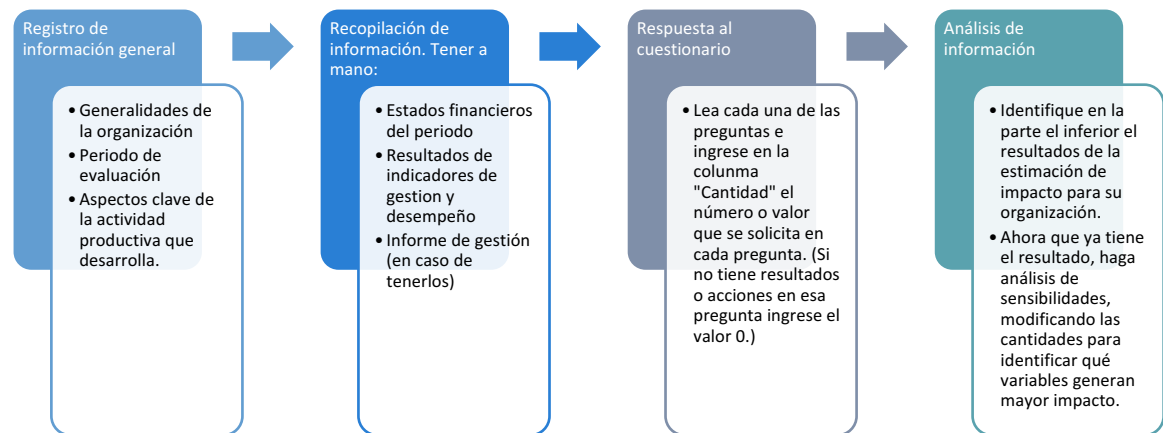 Registro de
información general
• Generalidades de
la organización
• Periodo de
evaluación
• Aspectos clave de
la actividad
productiva que
desarrolla.
Recopilación de
información. Tener a
mano:
• Estados financieros
del periodo
• Resultados de
indicadores de
gestion y
desempeño
• Informe de gestión
(en caso de
tenerlos)
Respuesta al
cuestionario
• Lea cada una de las
preguntas e
ingrese en la
colunma
"Cantidad" el
número o valor
que se solicita en
cada pregunta. (Si
no tiene resultados
o acciones en esa
pregunta ingrese el
valor 0.)
Análisis de
información
• Identifique en la
parte el inferior el
resultados de la
estimación de
impacto para su
organización.
• Ahora que ya tiene
el resultado, haga
análisis de
sensibilidades,
modificando las
cantidades para
identificar qué
variables generan
mayor impacto.